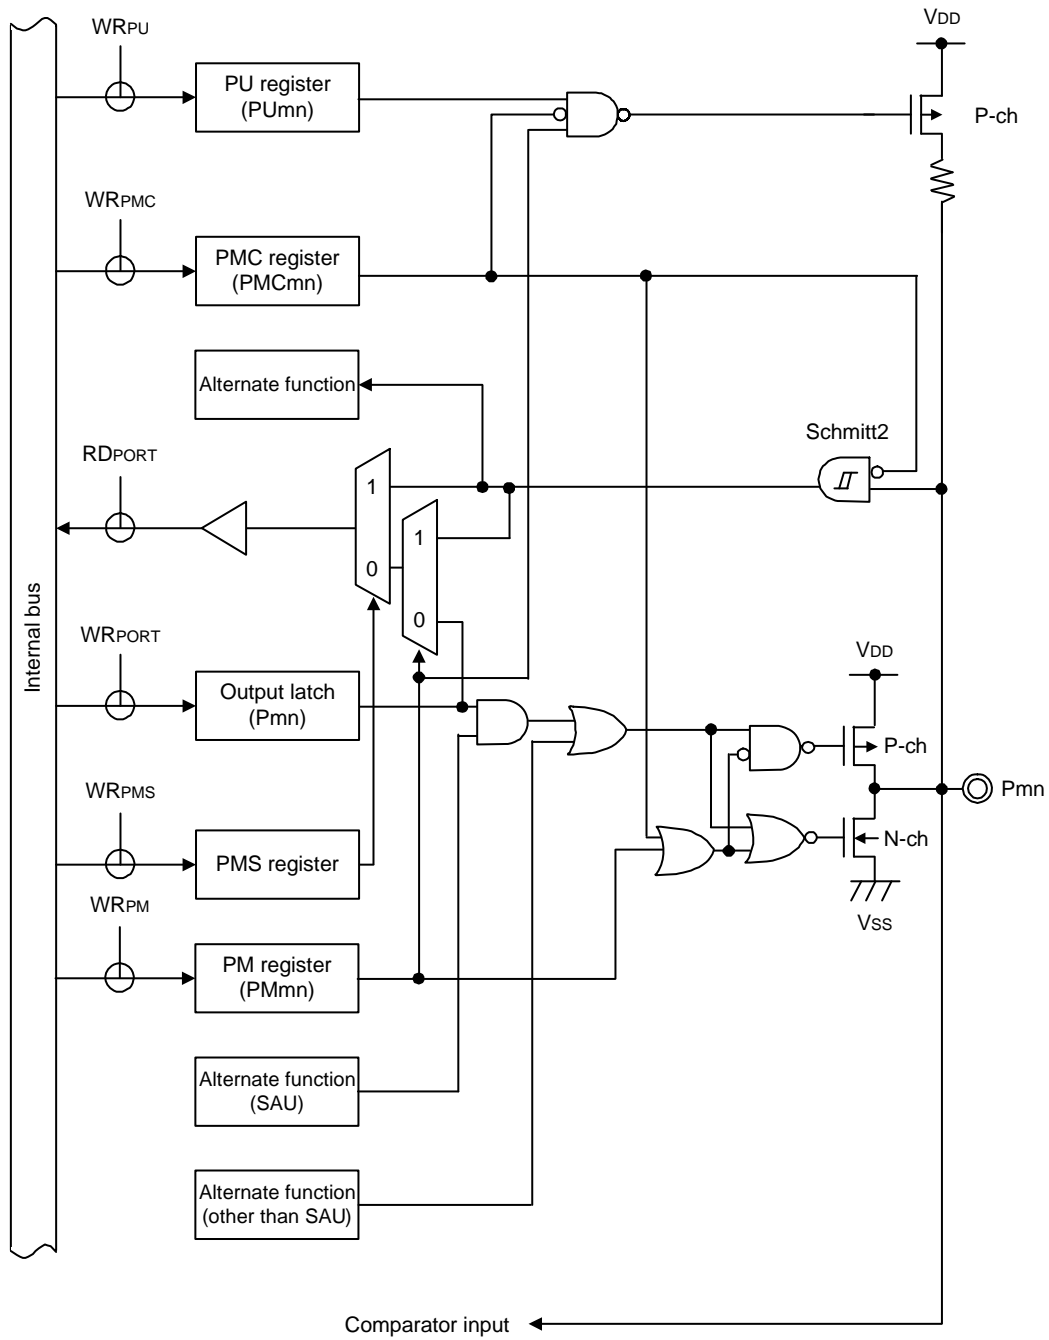 WRPU
VDD
PU register
(PUmn)
P-ch
WRPMC
PMC register
(PMCmn)
Alternate function
Schmitt2
RDPORT
1
1
0
0
Internal bus
WRPORT
VDD
Output latch
(Pmn)
P-ch
Pmn
WRPMS
N-ch
PMS register
WRPM
VSS
PM register
(PMmn)
Alternate function
(SAU)
Alternate function
(other than SAU)
Comparator input